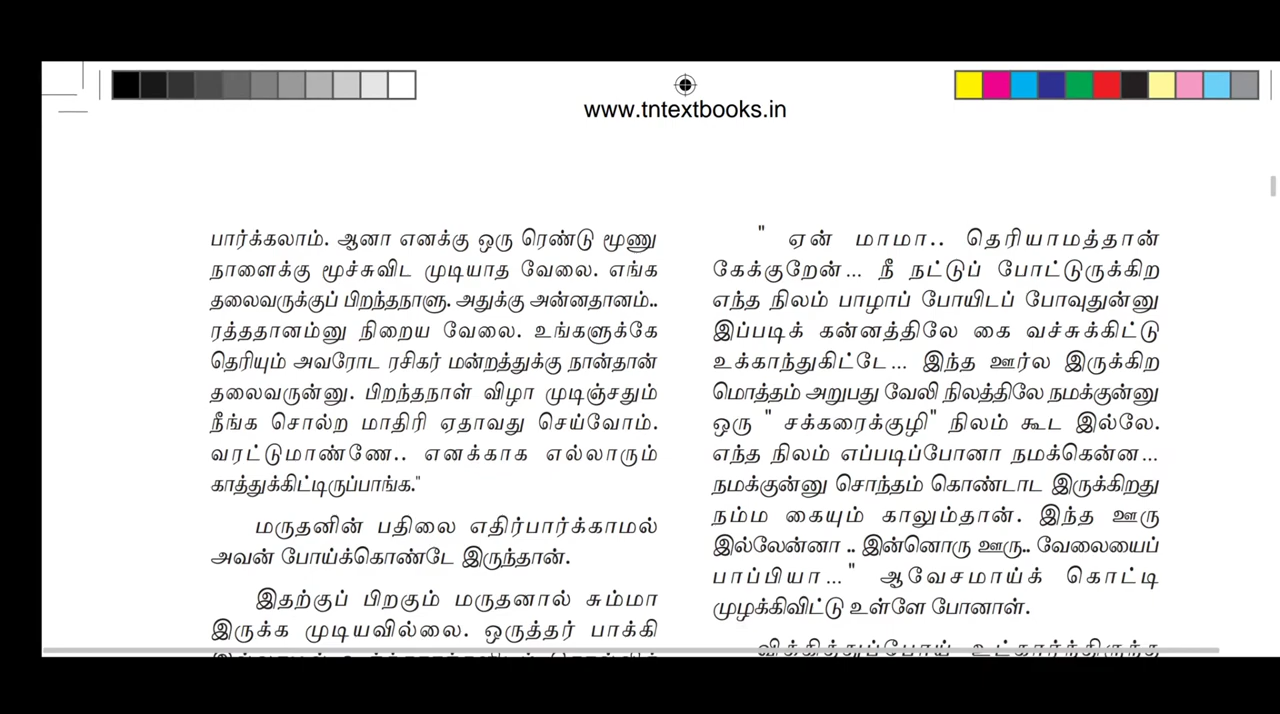 www.tntextbooks.in
பார்க்கலாம். ஆனா எனக்கு ஒரு ரெண்டு மூணு
நாளைக்கு மூச்சுவிட முடியாத வேலை. எங்க
தலைவருக்குப் பிறந்தநாளு. அதுக்கு அன்னதானம்..
ரத்ததானம்னு நிறைய வேலை. உங்களுக்கே
தெரியும் அவரோட ரசிகர் மன்றத்துக்கு நான்தான்
தலைவருன்னு. பிறந்தநாள் விழா முடிஞ்சதும்
நீங்க சொல்ற மாதிரி ஏதாவது செய்வோம்.
வரட்டுமாண்ணே.. எனக்காக எல்லாரும்
காத்துக்கிட்டிருப்பாங்க."
மருதனின் பதிலை எதிர்பார்க்காமல்
அவன் போய்க்கொண்டே இருந்தான்.
இதற்குப் பிறகும் மருதனால் சும்மா
இருக்க முடியவில்லை. ஒருத்தர் பாக்கி
" ஏன் மாமா.. தெரியாமத்தான்
கேக்குறேன்... நீ நட்டுப் போட்டுருக்கிற
எந்த நிலம் பாழாப் போயிடப் போவுதுன்னு
இப்படிக் கன்னத்திலே கை வச்சுக்கிட்டு
உக்காந்துகிட்டே... இந்த ஊர்ல இருக்கிற
மொத்தம் அறுபது வேலி நிலத்திலே நமக்குன்னு
ஒரு " சக்கரைக்குழி" நிலம் கூட இல்லே.
எந்த நிலம் எப்படிப்போனா நமக்கென்ன...
நமக்குன்னு சொந்தம் கொண்டாட இருக்கிறது
நம்ம கையும் காலும்தான். இந்த ஊரு
இல்லேன்னா .. இன்னொரு ஊரு.. வேலையைப்
பாப்பியா..." ஆவேசமாய்க் கொட்டி
முழக்கிவிட்டு உள்ளே போனாள்.
விக்கித்துப்போய் உட்கார்ந்திருந்த